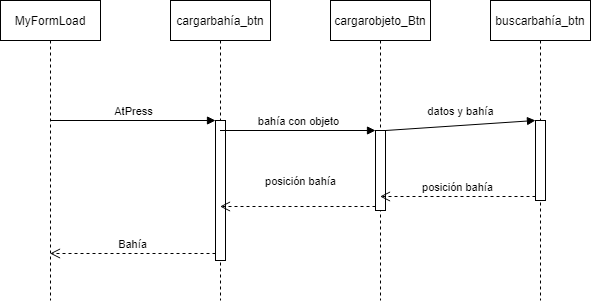 MyFormLoad
cargarbahía_btn
cargarobjeto_Btn
buscarbahía_btn
AtPress
bahía con objeto
datos y bahía
posición bahía
posición bahía
Bahía